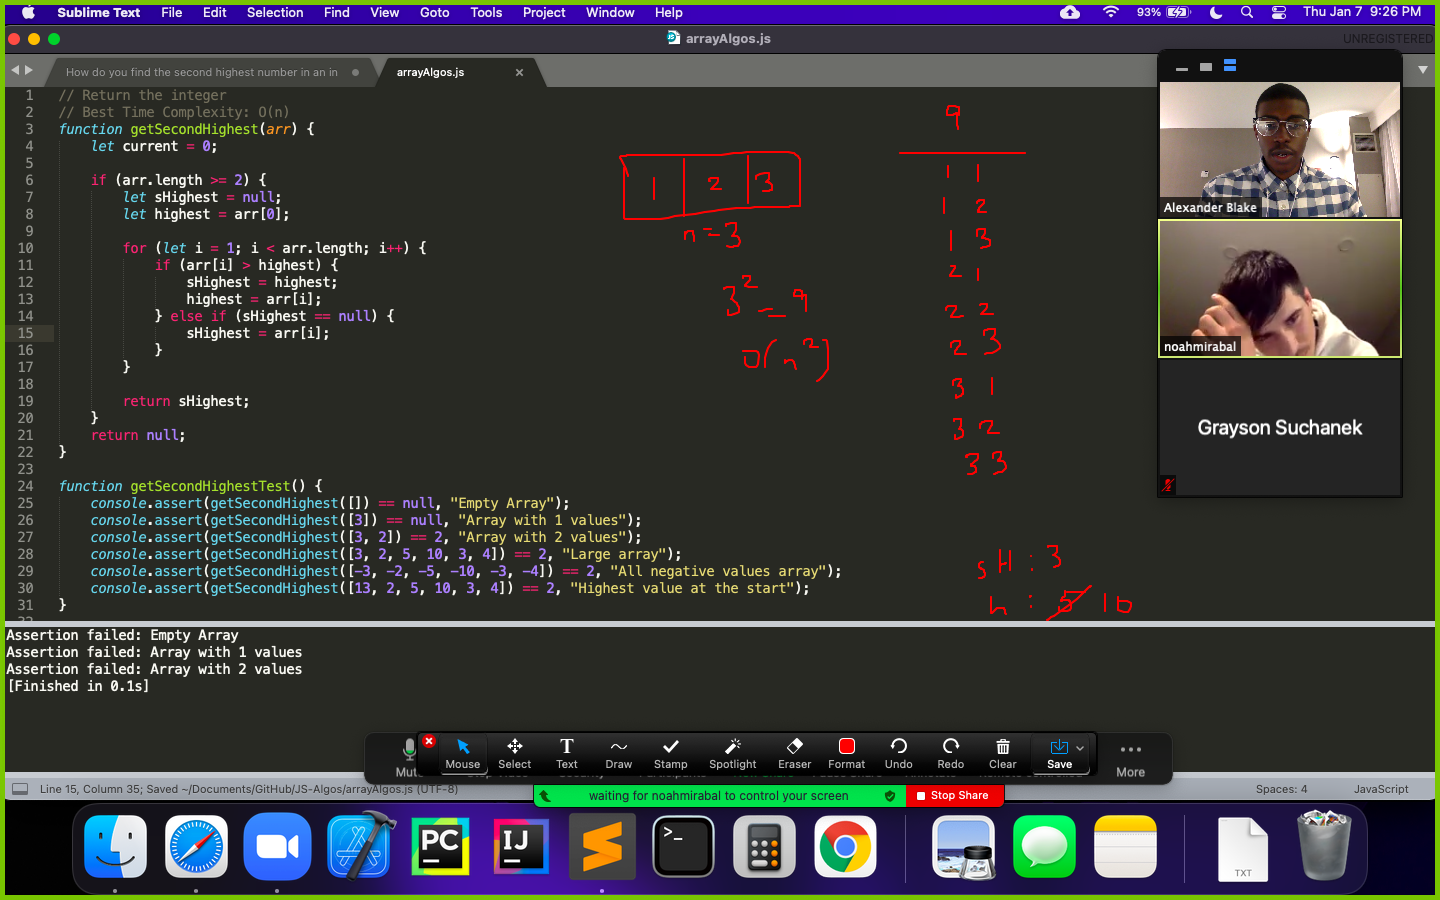 Sublime Text File Edit Selection Find View Goto Tools Project Window Help 93% Thu Jan 7 9:26 PM
arrayAlgos.js UNREGISTERED
How do you find the second highest number in an in arrayAlgos.js
1 // Return the integer
2 // Best Time Complexity: O(n)
3 function getSecondHighest(arr) {
4 let current = 0;
5
6 if (arr.length >= 2) {
7 let sHighest = null;
8 let highest = arr[0];
9
10 for (let i = 1; i < arr.length; i++) {
11 if (arr[i] > highest) {
12 sHighest = highest;
13 highest = arr[i];
14 } else if (sHighest == null) {
15 sHighest = arr[i];
16 }
17 }
18
19 return sHighest;
20 }
21 return null;
22 }
23
24 function getSecondHighestTest() {
25 console.assert(getSecondHighest([]) == null, "Empty Array");
26 console.assert(getSecondHighest([3]) == null, "Array with 1 values");
27 console.assert(getSecondHighest([3, 2]) == 2, "Array with 2 values");
28 console.assert(getSecondHighest([3, 2, 5, 10, 3, 4]) == 2, "Large array");
29 console.assert(getSecondHighest([-3, -2, -5, -10, -3, -4]) == 2, "All negative values array");
30 console.assert(getSecondHighest([13, 2, 5, 10, 3, 4]) == 2, "Highest value at the start");
31 }
1 2 3
n=3
3² = 9
O(n²)
9
1 1
1 2
1 3
2 1
2 2
2 3
3 1
3 2
3 3
sH : 3
h : 5 10
Alexander Blake
noahmirabal
Grayson Suchanek
Assertion failed: Empty Array
Assertion failed: Array with 1 values
Assertion failed: Array with 2 values
[Finished in 0.1s]
Mouse Select Text Draw Stamp Spotlight Eraser Format Undo Redo Clear Save More
Line 15, Column 35; Saved ~/Documents/GitHub/JS-Algos/arrayAlgos.js (UTF-8) Spaces: 4 JavaScript
waiting for noahmirabal to control your screen Stop Share
PC IJ >_ TXT